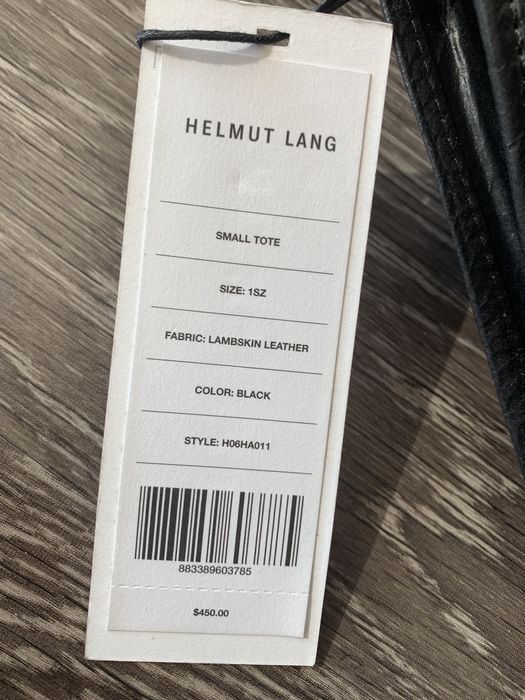 HELMUT LANG
SMALL TOTE
SIZE: 1SZ
FABRIC: LAMBSKIN LEATHER
COLOR: BLACK
STYLE: H06HA011
883389603785
$450.00